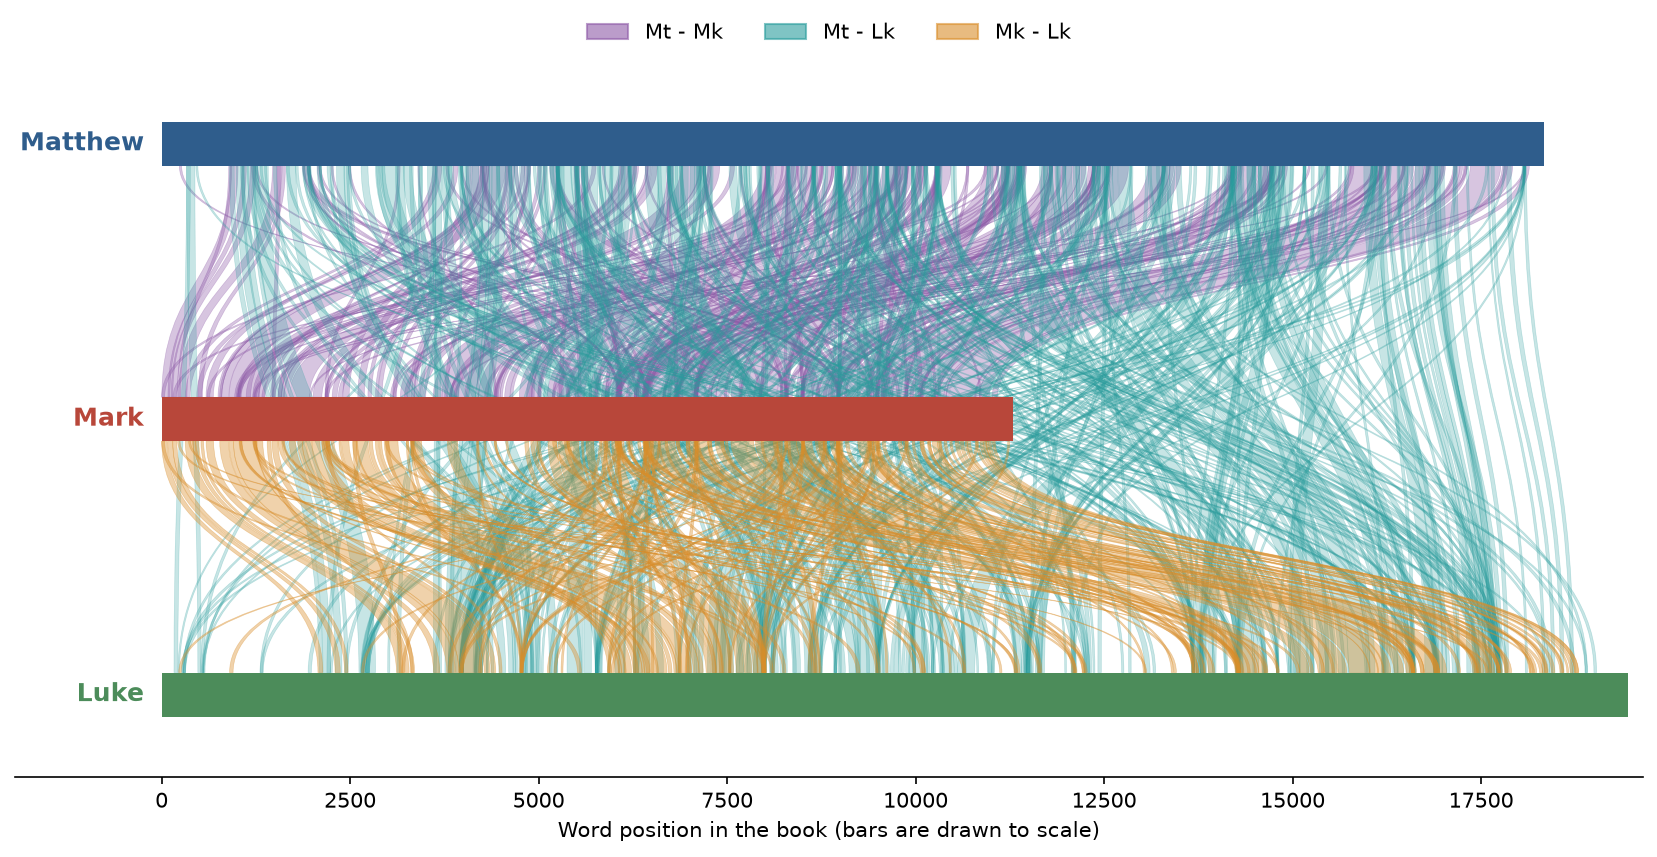 Mt - Mk Mt - Lk Mk - Lk
Matthew
Mark
Luke
0 2500 5000 7500 10000 12500 15000 17500
Word position in the book (bars are drawn to scale)